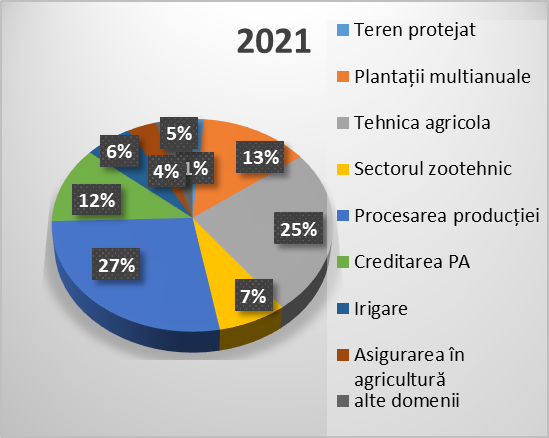 2021
Teren protejat
Plantații multianuale
Tehnica agricola
Sectorul zootehnic
Procesarea producției
Creditarea PA
Irigare
Asigurarea în
agricultură
alte domenii
5%
1%
13%
25%
7%
27%
12%
6%
4%